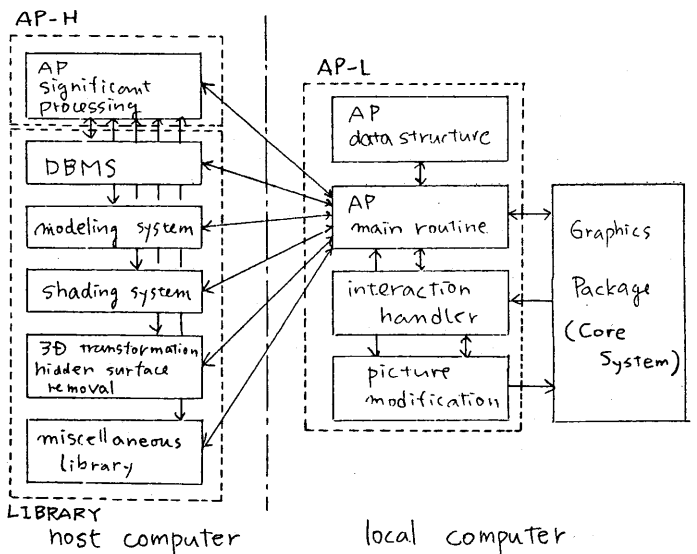 AP-H
AP
significant
processing
DBMS
modeling system
shading system
3D transformation
hidden surface
removal
miscellaneous
library
LIBRARY
host computer
AP-L
AP
data structure
AP
main routine
interaction
handler
picture
modification
Graphics
Package
(Core
System)
local computer